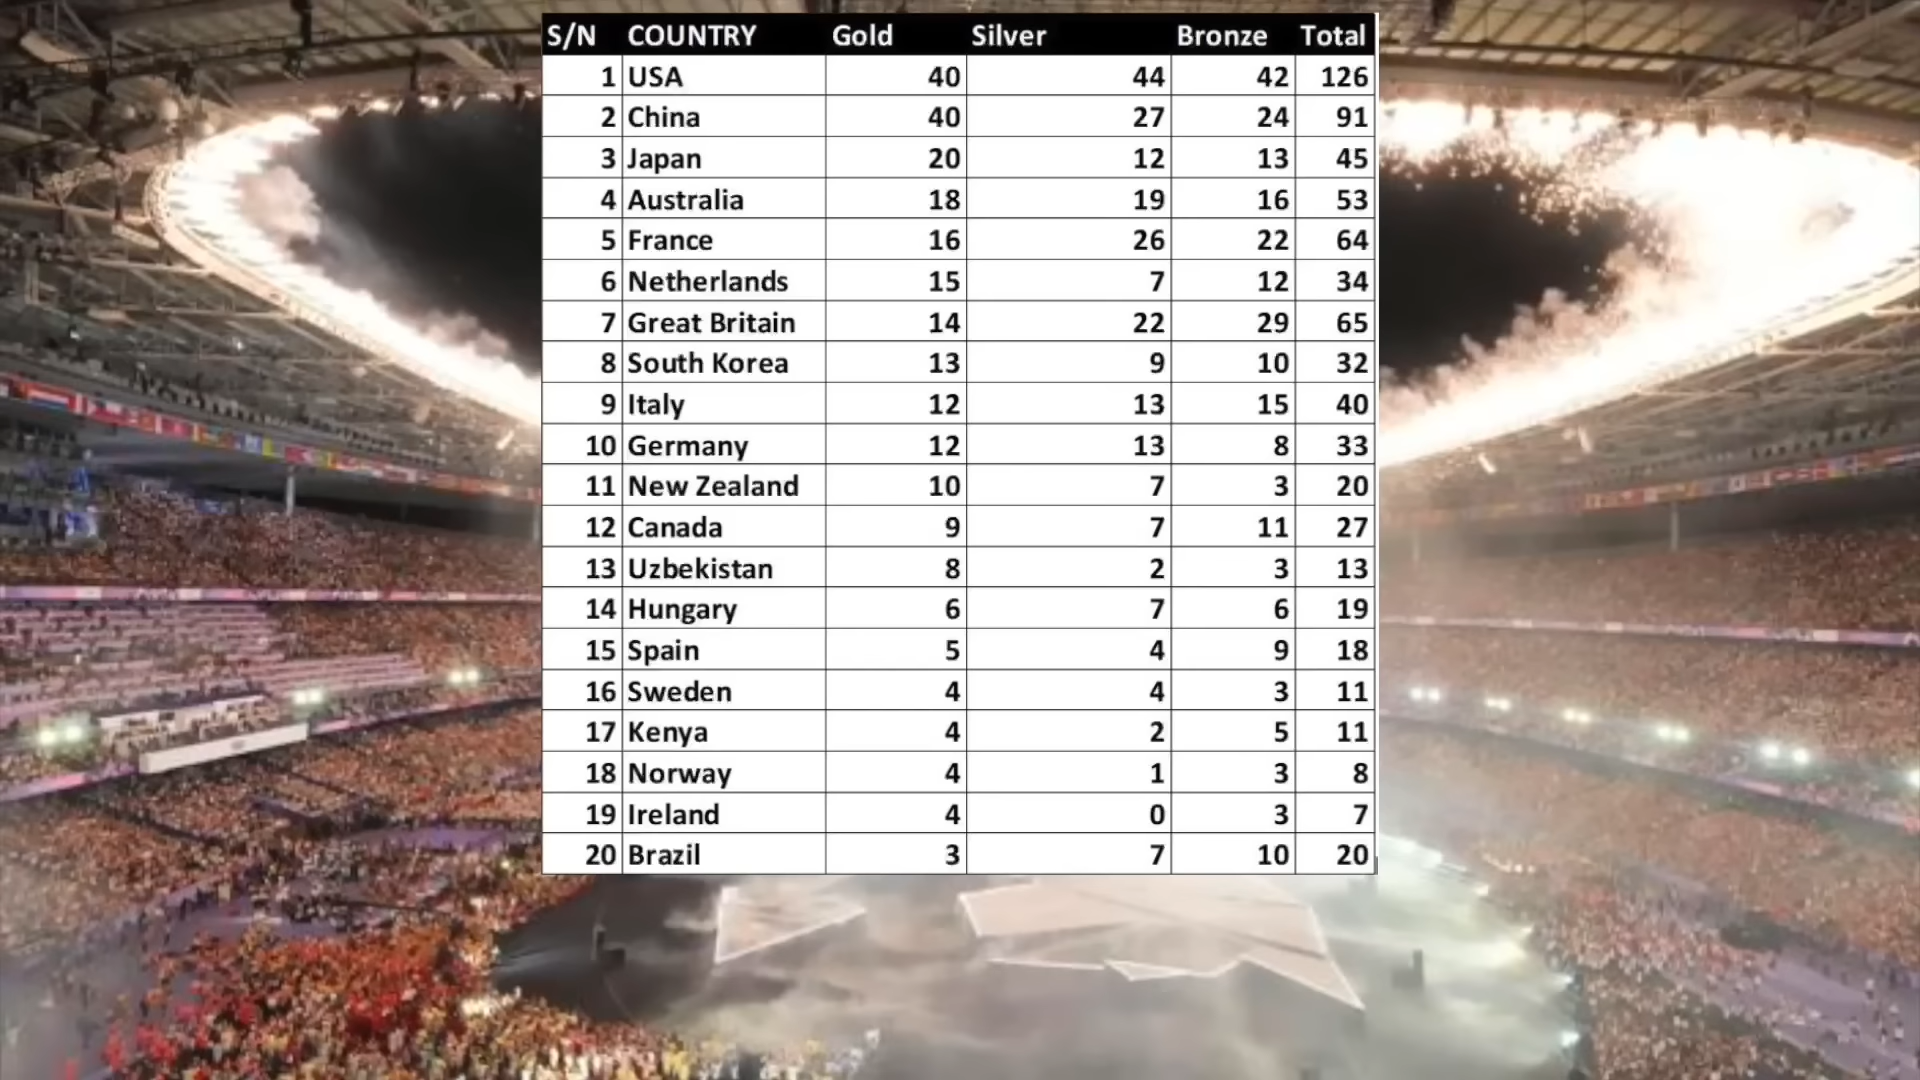 S/N COUNTRY Gold Silver Bronze Total
1 USA 40 44 42 126
2 China 40 27 24 91
3 Japan 20 12 13 45
4 Australia 18 19 16 53
5 France 16 26 22 64
6 Netherlands 15 7 12 34
7 Great Britain 14 22 29 65
8 South Korea 13 9 10 32
9 Italy 12 13 15 40
10 Germany 12 13 8 33
11 New Zealand 10 7 3 20
12 Canada 9 7 11 27
13 Uzbekistan 8 2 3 13
14 Hungary 6 7 6 19
15 Spain 5 4 9 18
16 Sweden 4 4 3 11
17 Kenya 4 2 5 11
18 Norway 4 1 3 8
19 Ireland 4 0 3 7
20 Brazil 3 7 10 20